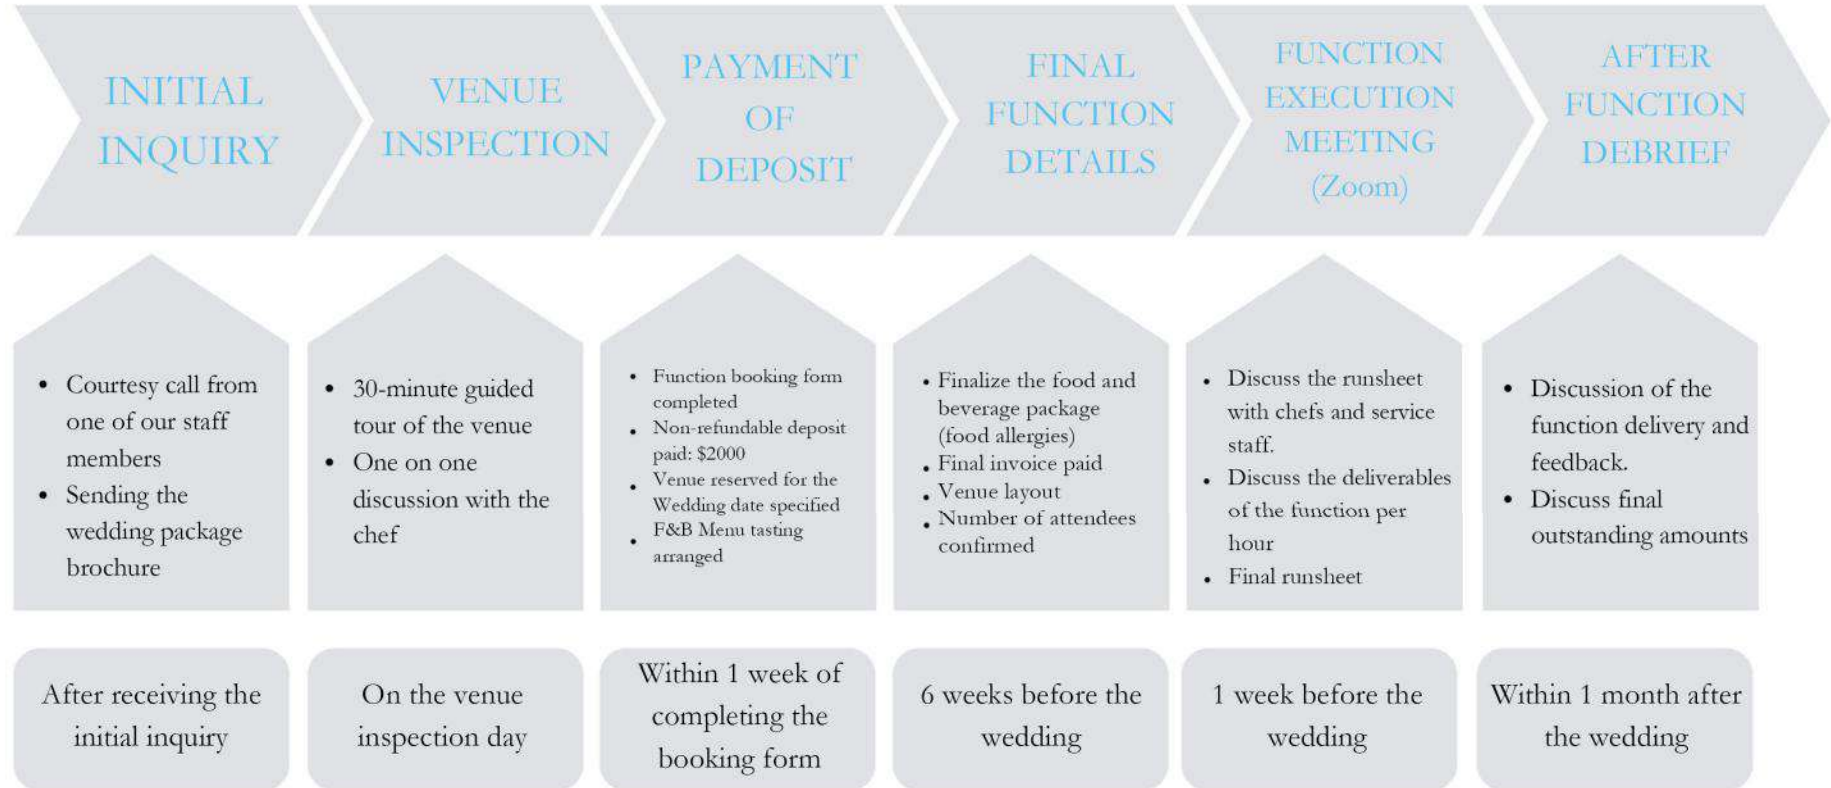 INITIAL
INQUIRY
VENUE
INSPECTION
PAYMENT
OF
DEPOSIT
FINAL
FUNCTION
DETAILS
FUNCTION
EXECUTION
MEETING
(Zoom)
AFTER
FUNCTION
DEBRIEF
• Courtesy call from
one of our staff
members
• Sending the
wedding package
brochure
• 30-minute guided
tour of the venue
• One on one
discussion with the
chef
• Function booking form
completed
• Non-refundable deposit
paid: $2000
• Venue reserved for the
Wedding date specified
• F&B Menu tasting
arranged
• Finalize the food and
beverage package
(food allergies)
• Final invoice paid
• Venue layout
• Number of attendees
confirmed
• Discuss the runsheet
with chefs and service
staff.
• Discuss the deliverables
of the function per
hour
• Final runsheet
• Discussion of the
function delivery and
feedback.
• Discuss final
outstanding amounts
After receiving the
initial inquiry
On the venue
inspection day
Within 1 week of
completing the
booking form
6 weeks before the
wedding
1 week before the
wedding
Within 1 month after
the wedding